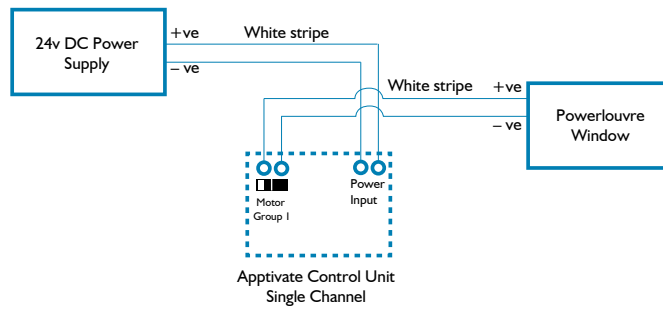 24v DC Power
Supply
+ve
White stripe
– ve
White stripe
+ve
– ve
Powerlouvre
Window
Motor
Group 1
Power
Input
Apptivate Control Unit
Single Channel